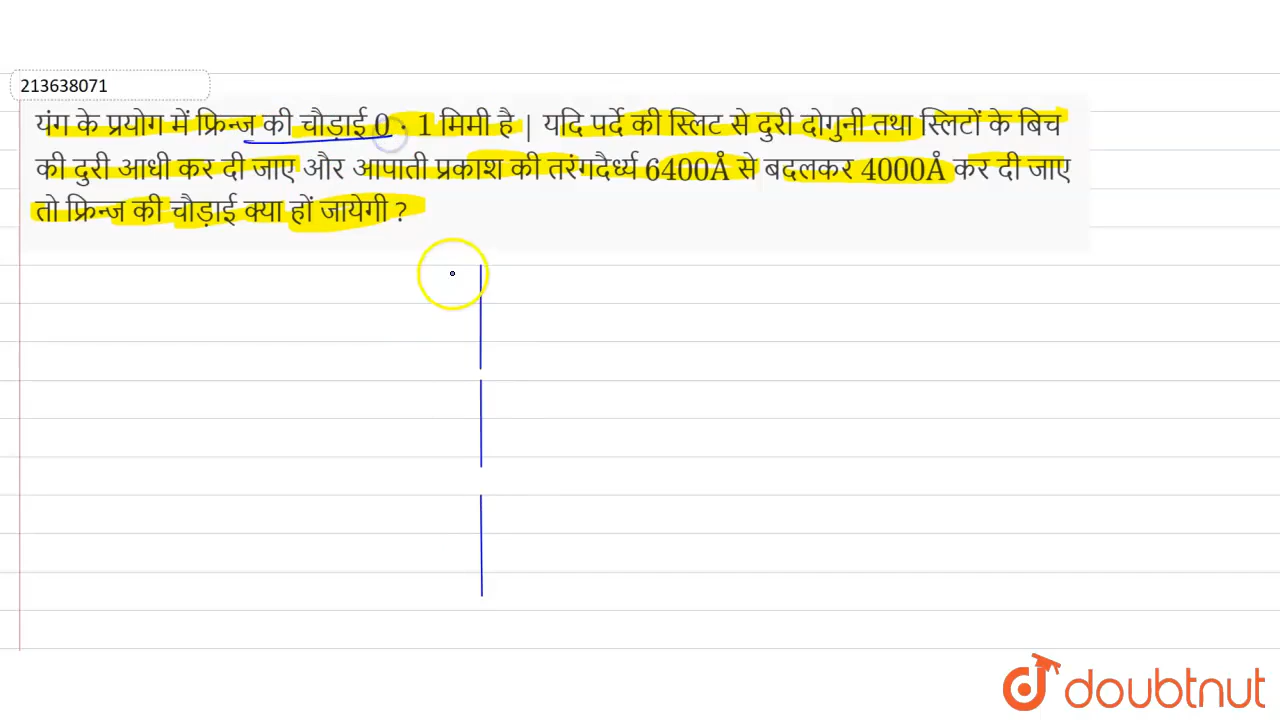 213638071
यंग के प्रयोग में फ्रिन्ज की चौड़ाई 0 · 1 मिमी है | यदि पर्दे की स्लिट से दुरी दोगुनी तथा स्लिटों के बिच
की दुरी आधी कर दी जाए और आपाती प्रकाश की तरंगदैर्ध्य 6400Å से बदलकर 4000Å कर दी जाए
तो फ्रिन्ज की चौड़ाई क्या हों जायेगी ?
doubtnut